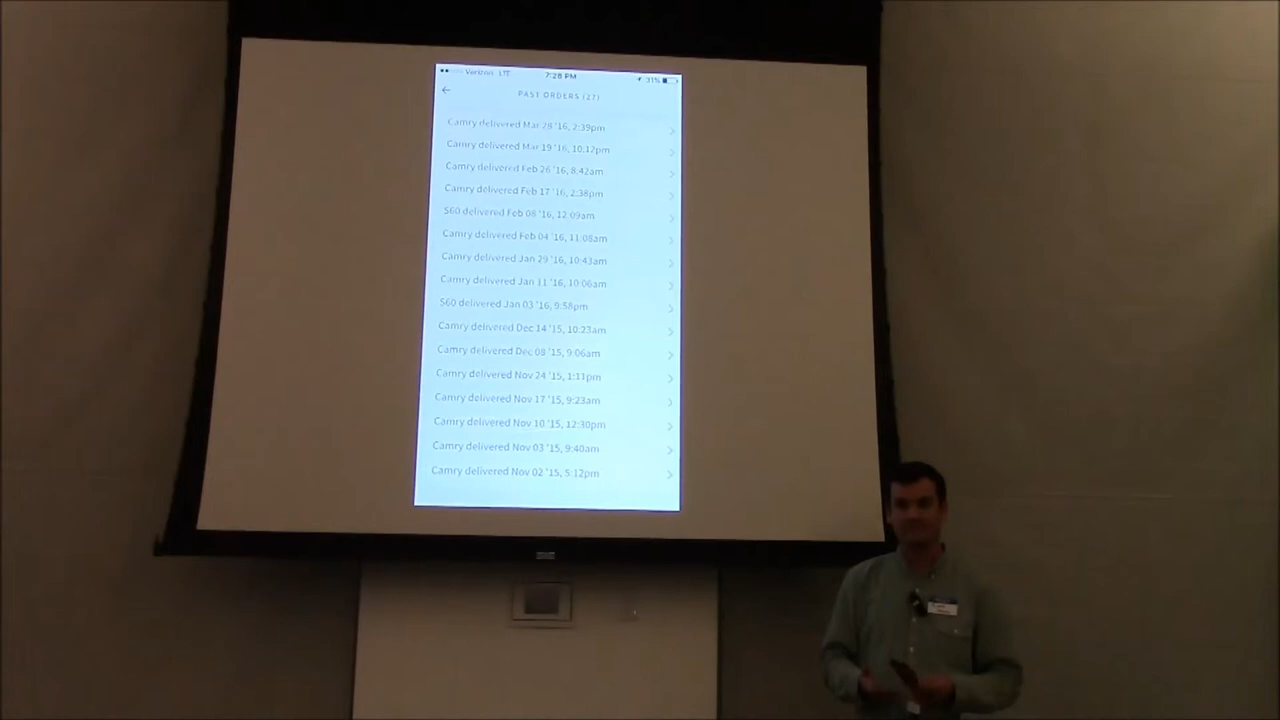 Verizon LTE 7:28 PM 31%
PAST ORDERS (27)
Camry delivered Mar 28 '16, 2:39pm
Camry delivered Mar 19 '16, 10:12pm
Camry delivered Feb 26 '16, 8:42am
Camry delivered Feb 17 '16, 2:38pm
S60 delivered Feb 08 '16, 12:09am
Camry delivered Feb 04 '16, 11:08am
Camry delivered Jan 29 '16, 10:43am
Camry delivered Jan 11 '16, 10:06am
S60 delivered Jan 03 '16, 9:58pm
Camry delivered Dec 14 '15, 10:23am
Camry delivered Dec 08 '15, 9:06am
Camry delivered Nov 24 '15, 1:11pm
Camry delivered Nov 17 '15, 9:23am
Camry delivered Nov 10 '15, 12:30pm
Camry delivered Nov 03 '15, 9:40am
Camry delivered Nov 02 '15, 5:12pm